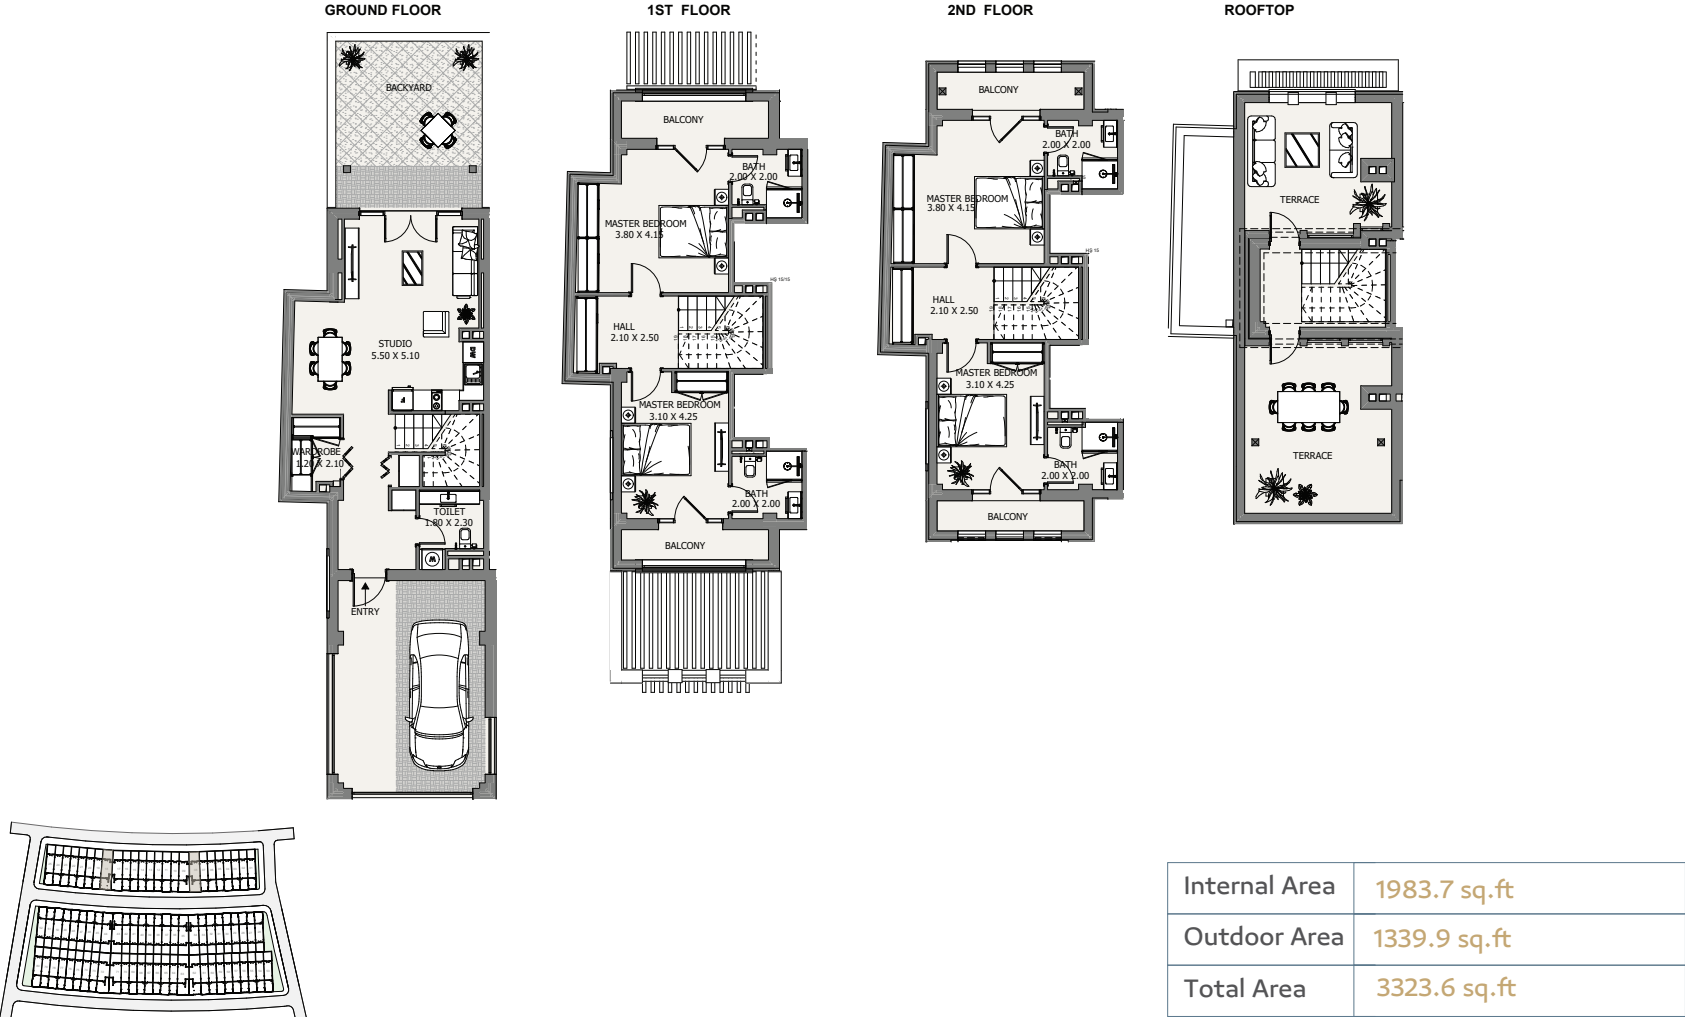 GROUND FLOOR
1ST FLOOR
2ND FLOOR
ROOFTOP
BACKYARD
STUDIO
5.50 X 5.10
DW
WARDROBE
1.20 X 2.10
TOILET
1.80 X 2.30
W
ENTRY
BALCONY
BATH
2.00 X 2.00
MASTER BEDROOM
3.80 X 4.15
HALL
2.10 X 2.50
MASTER BEDROOM
3.10 X 4.25
BATH
2.00 X 2.00
BALCONY
BALCONY
BATH
2.00 X 2.00
MASTER BEDROOM
3.80 X 4.15
HS 15
HALL
2.10 X 2.50
MASTER BEDROOM
3.10 X 4.25
BATH
2.00 X 2.00
BALCONY
TERRACE
TERRACE
Internal Area 1983.7 sq.ft
Outdoor Area 1339.9 sq.ft
Total Area 3323.6 sq.ft